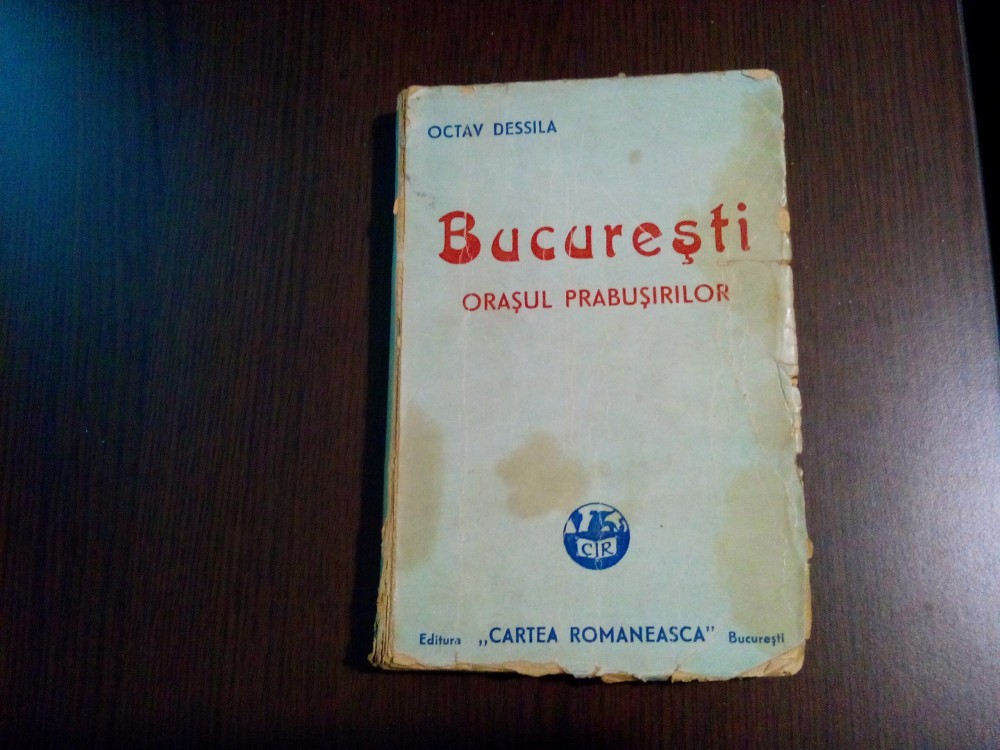 OCTAV DESSILA
Bucureşti
ORAŞUL PRABUŞIRILOR
CR
Editura „CARTEA ROMANEASCA” Bucureşti